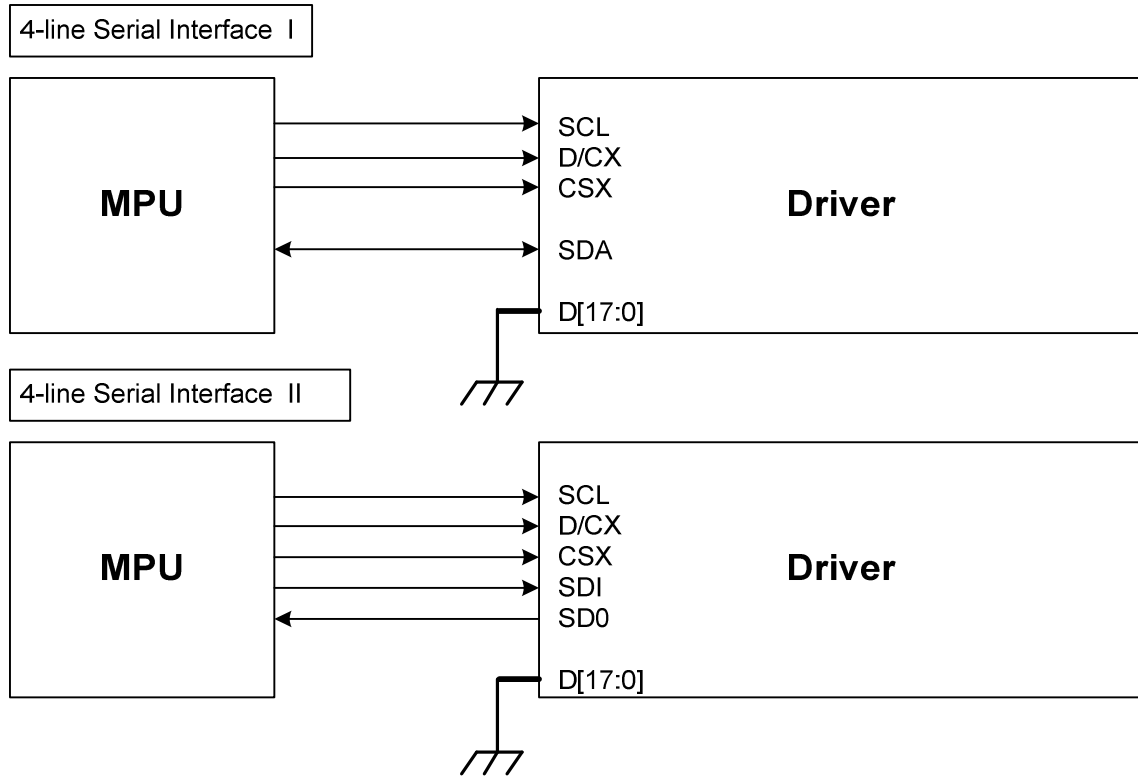 4-line Serial Interface I
MPU
SCL
D/CX
CSX
SDA
D[17:0]
Driver
4-line Serial Interface II
MPU
SCL
D/CX
CSX
SDI
SD0
D[17:0]
Driver